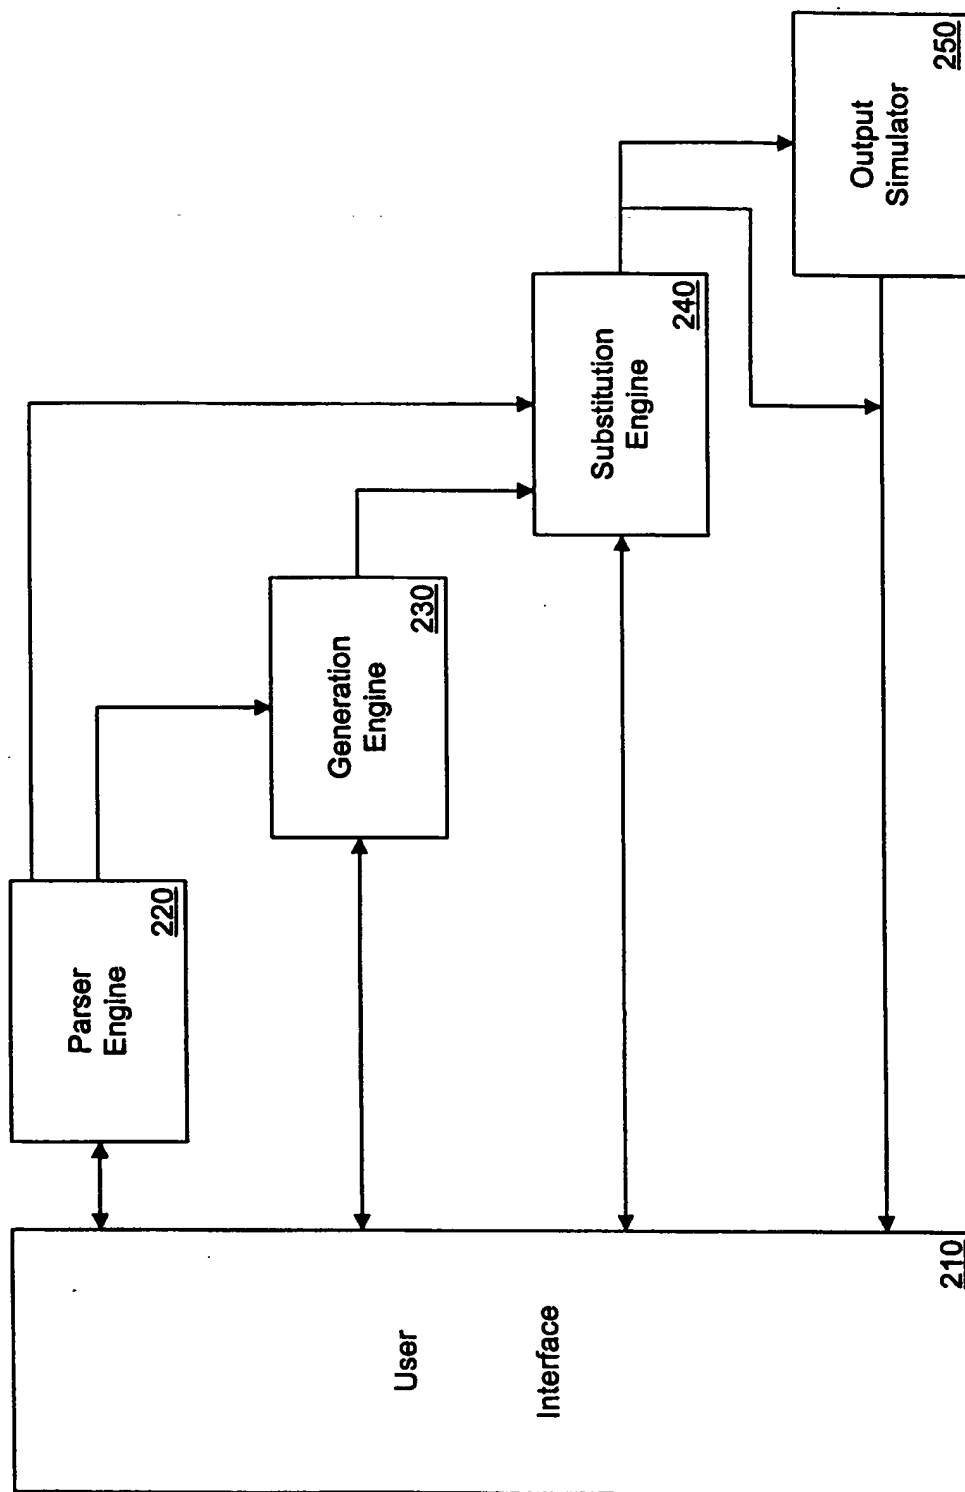 User
Interface
210
Parser
Engine
220
Generation
Engine
230
Substitution
Engine
240
Output
Simulator
250